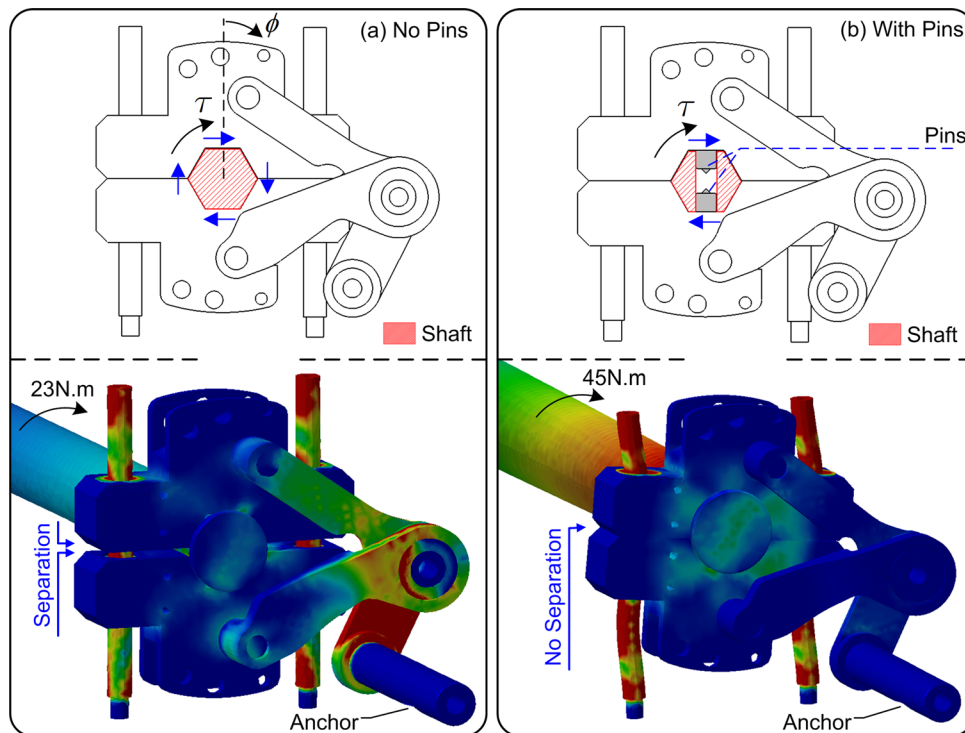 (a) No Pins
ϕ
τ
Shaft
23N.m
Separation
Anchor
(b) With Pins
τ
Pins
Shaft
45N.m
No Separation
Anchor